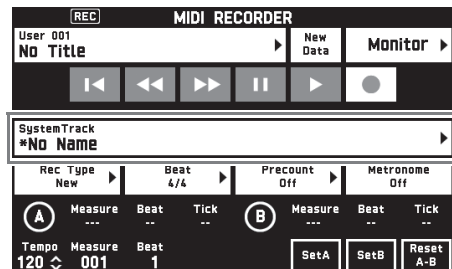 REC MIDI RECORDER
User 001
No Title
New
Data
Monitor
SystemTrack
*No Name
Rec Type
New
Beat
4/4
Precount
Off
Metronome
Off
A Measure Beat Tick B Measure Beat Tick
--- -- -- --- -- --
Tempo Measure Beat
120 001 1
SetA SetB Reset
A-B